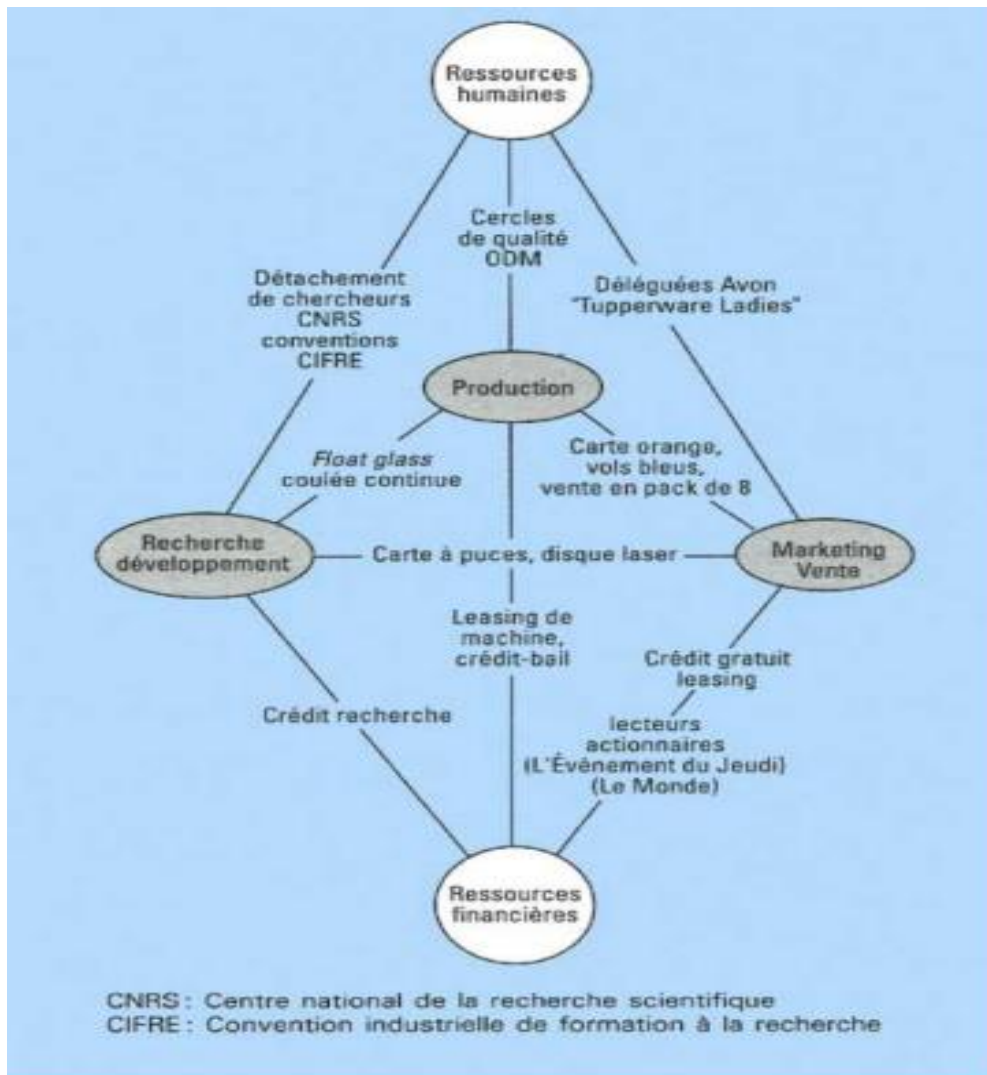 Ressources
humaines
Cercles
de qualité
ODM
Détachement
de chercheurs
CNRS
conventions
CIFRE
Déléguées Avon
"Tupperware Ladies"
Production
Float glass
coulée continue
Carte orange,
vols bleus,
vente en pack de 8
Recherche
développement
Carte à puces, disque laser
Marketing
Vente
Leasing de
machine,
crédit-bail
Crédit gratuit
leasing
Crédit recherche
lecteurs
actionnaires
(L'Évènement du Jeudi)
(Le Monde)
Ressources
financières
CNRS : Centre national de la recherche scientifique
CIFRE : Convention industrielle de formation à la recherche